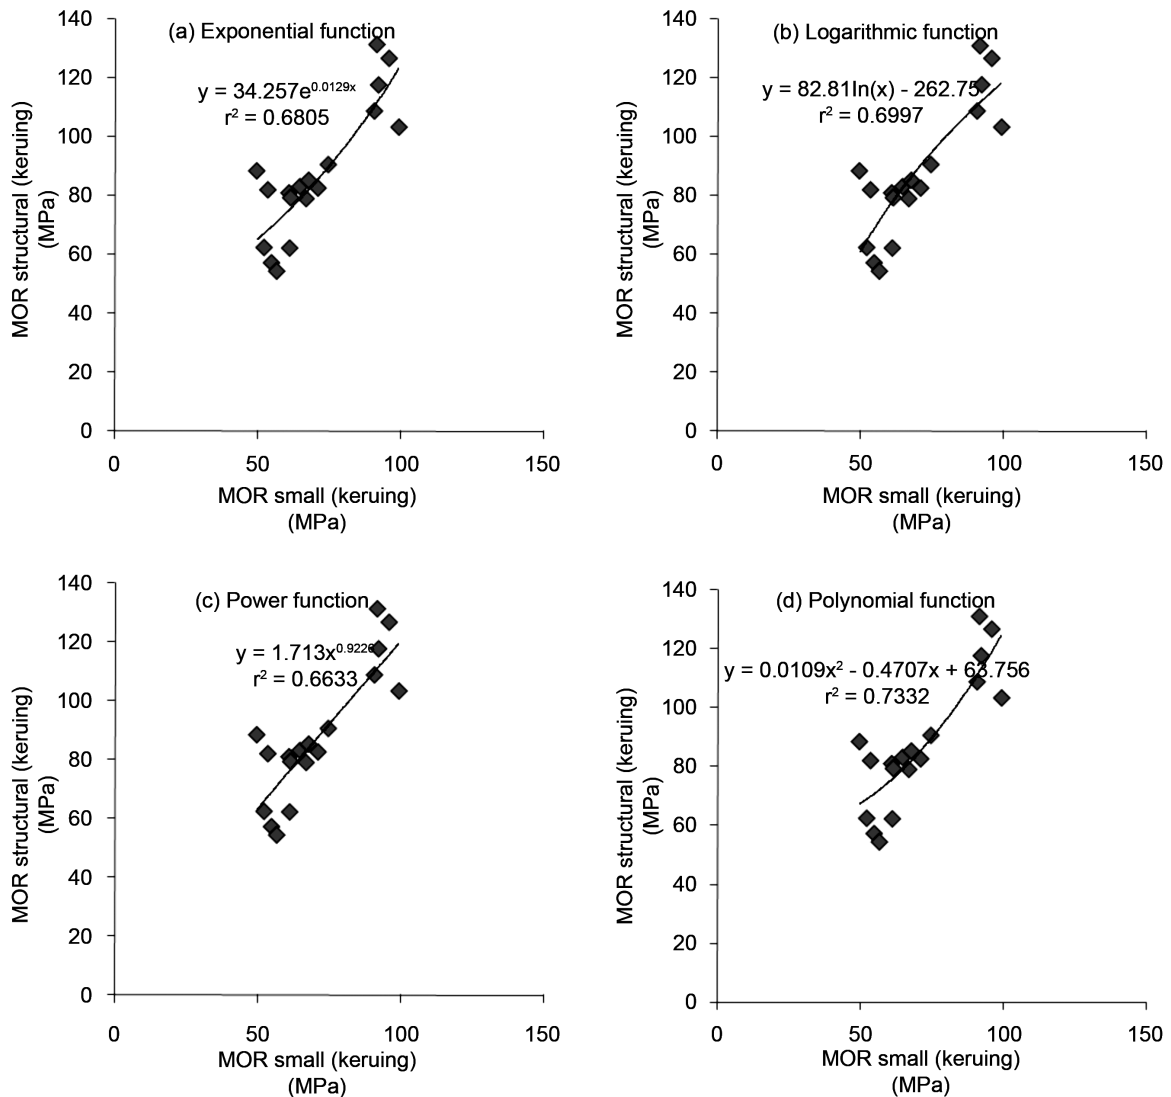 (a) Exponential function
y = 34.257e^0.0129x
r² = 0.6805
140
120
100
80
60
40
20
0
0 50 100 150
MOR structural (keruing)
(MPa)
MOR small (keruing)
(MPa)
(b) Logarithmic function
y = 82.81ln(x) - 262.75
r² = 0.6997
140
120
100
80
60
40
20
0
0 50 100 150
MOR structural (keruing)
(MPa)
MOR small (keruing)
(MPa)
(c) Power function
y = 1.713x^0.9226
r² = 0.6633
140
120
100
80
60
40
20
0
0 50 100 150
MOR structural (keruing)
(MPa)
MOR small (keruing)
(MPa)
(d) Polynomial function
y = 0.0109x² - 0.4707x + 63.756
r² = 0.7332
140
120
100
80
60
40
20
0
0 50 100 150
MOR structural (keruing)
(MPa)
MOR small (keruing)
(MPa)